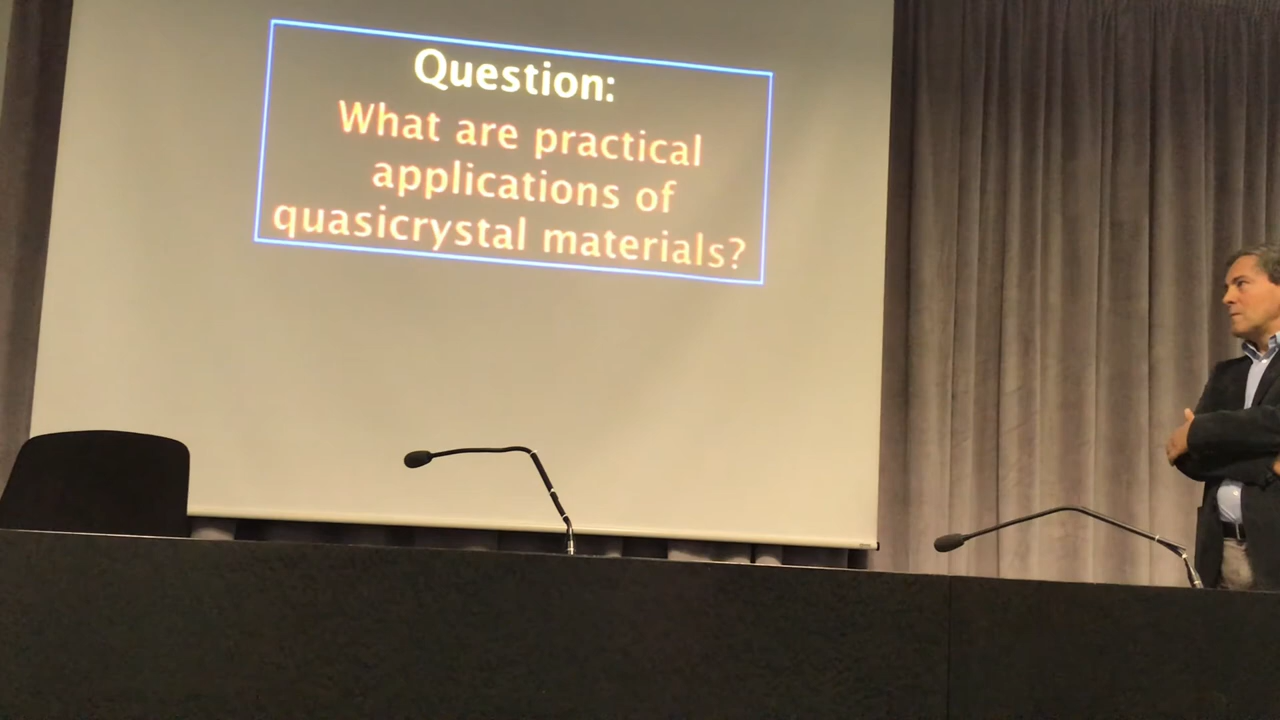 Question:
What are practical
applications of
quasicrystal materials?